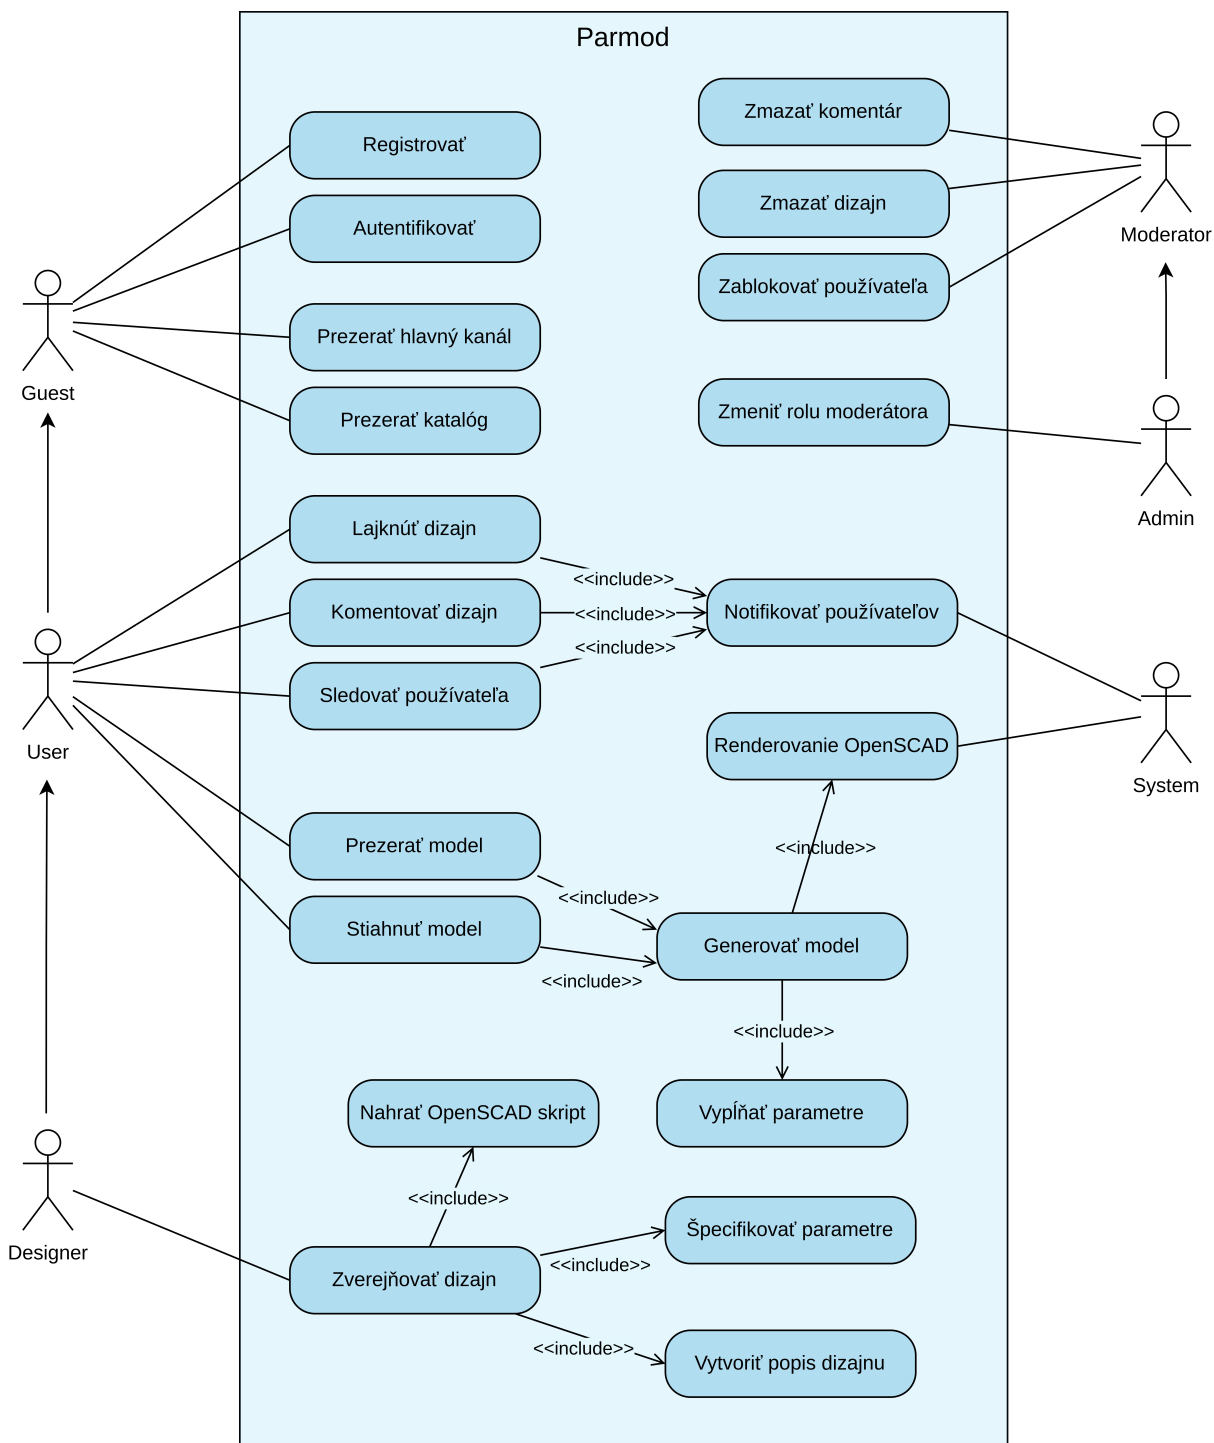 Parmod
Zmazať komentár
Registrovať
Zmazať dizajn
Autentifikovať
Moderator
Zablokovať používateľa
Prezerať hlavný kanál
Guest
Prezerať katalóg
Zmeniť rolu moderátora
Admin
Lajknúť dizajn
<<include>>
Komentovať dizajn
<<include>>
Notifikovať používateľov
<<include>>
Sledovať používateľa
User
Renderovanie OpenSCAD
System
Prezerať model
<<include>>
<<include>>
Stiahnuť model
Generovať model
<<include>>
<<include>>
Nahrať OpenSCAD skript
Vypĺňať parametre
<<include>>
Špecifikovať parametre
Designer
<<include>>
Zverejňovať dizajn
<<include>>
Vytvoriť popis dizajnu